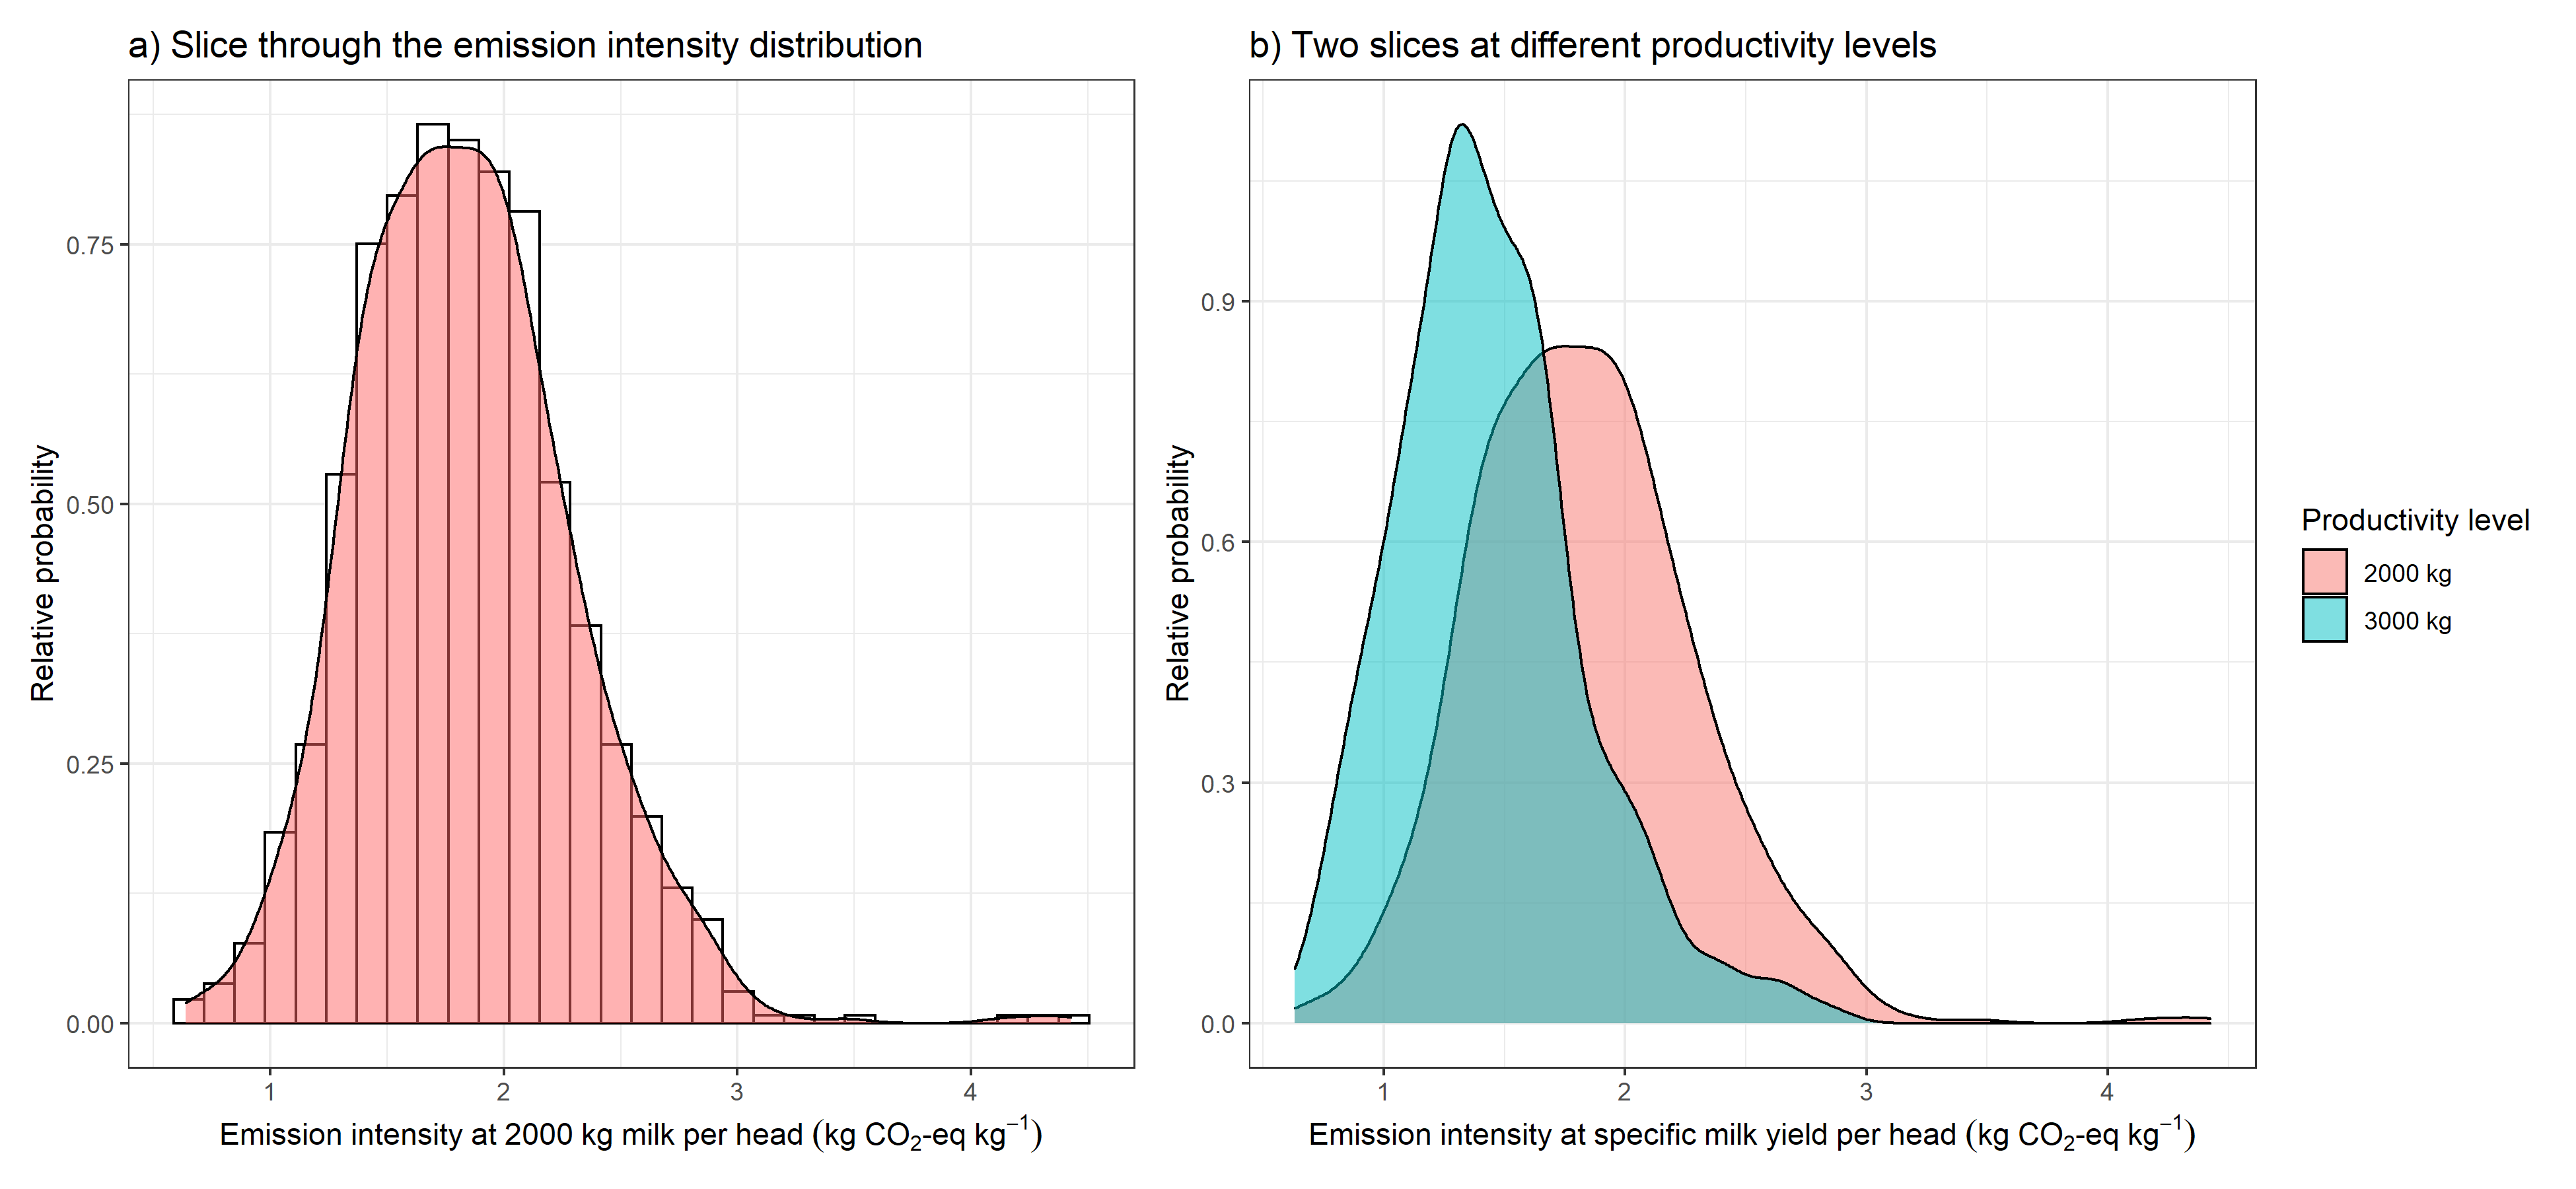 a) Slice through the emission intensity distribution
Relative probability
0.75
0.50
0.25
0.00
1 2 3 4
Emission intensity at 2000 kg milk per head (kg CO₂-eq kg⁻¹)
b) Two slices at different productivity levels
Relative probability
0.9
0.6
0.3
0.0
1 2 3 4
Emission intensity at specific milk yield per head (kg CO₂-eq kg⁻¹)
Productivity level
2000 kg
3000 kg